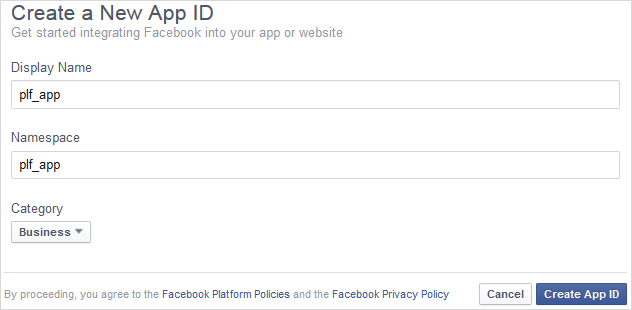 Create a New App ID
Get started integrating Facebook into your app or website
Display Name
plf_app
Namespace
plf_app
Category
Business
By proceeding, you agree to the Facebook Platform Policies and the Facebook Privacy Policy
Cancel
Create App ID